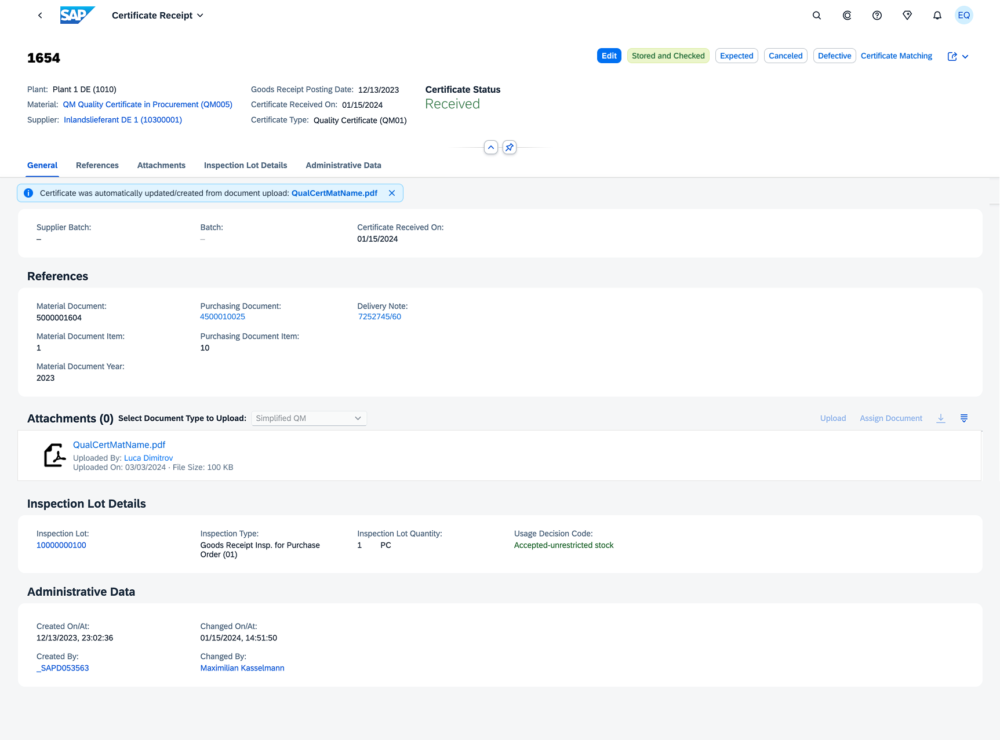 SAP Certificate Receipt EQ
1654
Edit Stored and Checked Expected Canceled Defective Certificate Matching
Plant: Plant 1 DE (1010)
Material: QM Quality Certificate in Procurement (QM005)
Supplier: Inlandslieferant DE 1 (10300001)
Goods Receipt Posting Date: 12/13/2023
Certificate Received On: 01/15/2024
Certificate Type: Quality Certificate (QM01)
Certificate Status
Received
General References Attachments Inspection Lot Details Administrative Data
Certificate was automatically updated/created from document upload: QualCertMatName.pdf
Supplier Batch: Batch: Certificate Received On:
– – 01/15/2024
References
Material Document: Purchasing Document: Delivery Note:
5000001604 4500010025 7252745/60
Material Document Item: Purchasing Document Item:
1 10
Material Document Year:
2023
Attachments (0) Select Document Type to Upload: Simplified QM Upload Assign Document
QualCertMatName.pdf
Uploaded By: Luca Dimitrov
Uploaded On: 03/03/2024 · File Size: 100 KB
Inspection Lot Details
Inspection Lot: Inspection Type: Inspection Lot Quantity: Usage Decision Code:
10000000100 Goods Receipt Insp. for Purchase 1 PC Accepted-unrestricted stock
Order (01)
Administrative Data
Created On/At: Changed On/At:
12/13/2023, 23:02:36 01/15/2024, 14:51:50
Created By: Changed By:
_SAPD053563 Maximilian Kasselmann